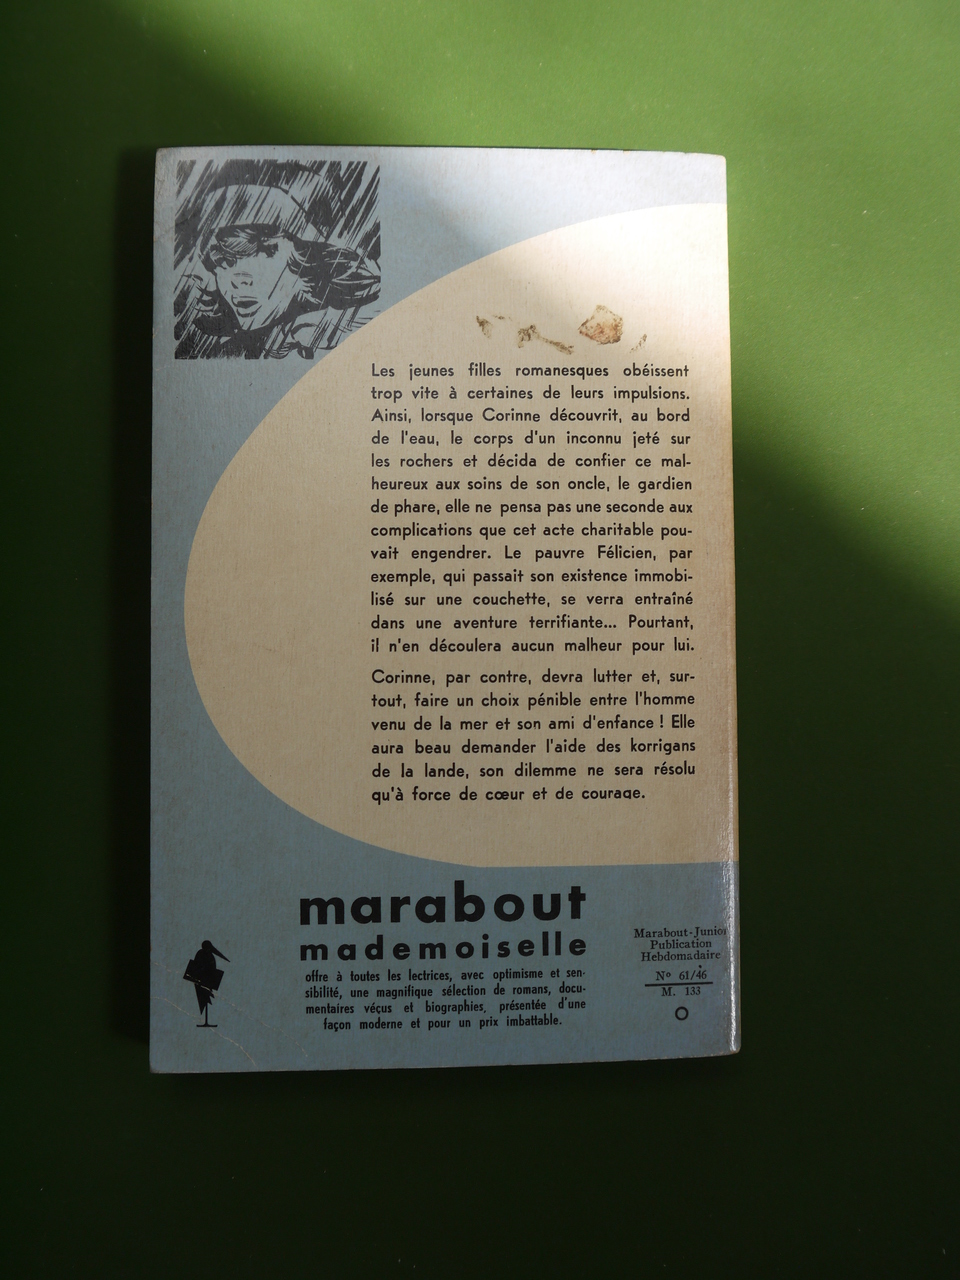 Les jeunes filles romanesques obéissent
trop vite à certaines de leurs impulsions.
Ainsi, lorsque Corinne découvrit, au bord
de l'eau, le corps d'un inconnu jeté sur
les rochers et décida de confier ce mal-
heureux aux soins de son oncle, le gardien
de phare, elle ne pensa pas une seconde aux
complications que cet acte charitable pou-
vait engendrer. Le pauvre Félicien, par
exemple, qui passait son existence immobi-
lisé sur une couchette, se verra entraîné
dans une aventure terrifiante... Pourtant,
il n'en découlera aucun malheur pour lui.
Corinne, par contre, devra lutter et, sur-
tout, faire un choix pénible entre l'homme
venu de la mer et son ami d'enfance ! Elle
aura beau demander l'aide des korrigans
de la lande, son dilemme ne sera résolu
qu'à force de cœur et de courage.
marabout
mademoiselle
offre à toutes les lectrices, avec optimisme et sen-
sibilité, une magnifique sélection de romans, docu-
mentaires vécus et biographies, présentée d'une
façon moderne et pour un prix imbattable.
Marabout-Junior
Publication
Hebdomadaire
N° 61/46
M. 133